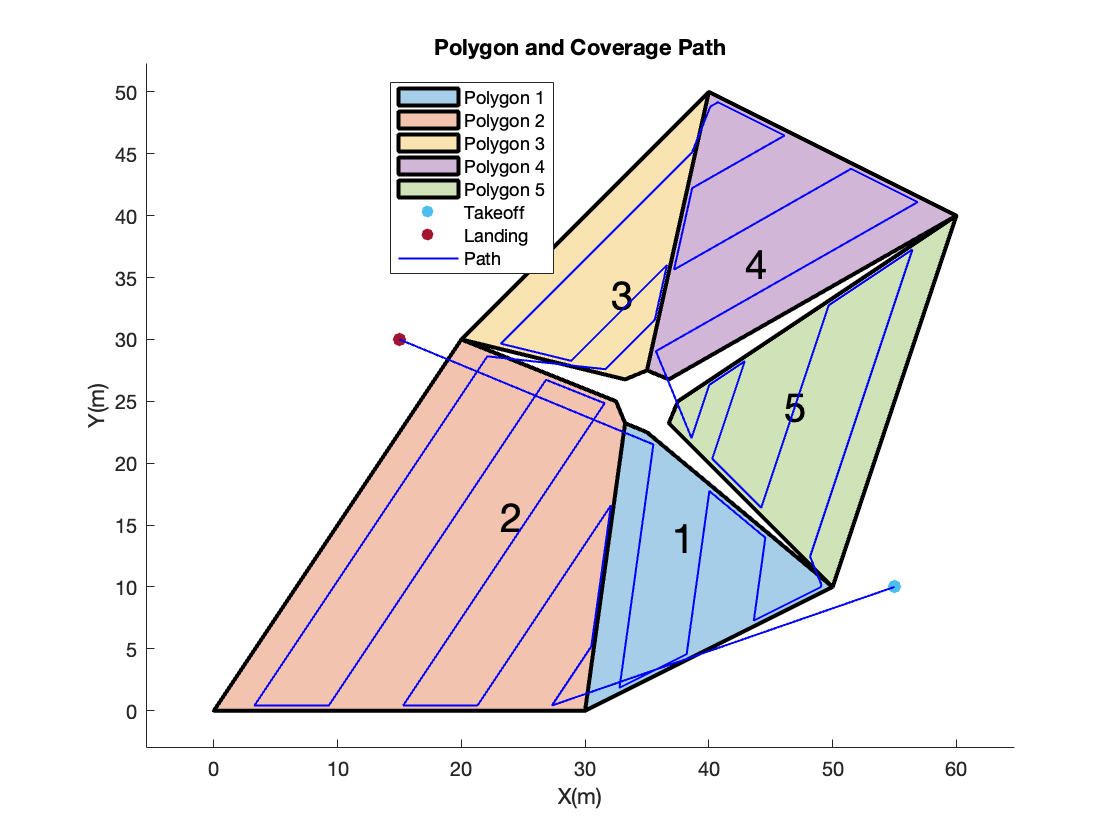 Polygon and Coverage Path
Polygon 1
Polygon 2
Polygon 3
Polygon 4
Polygon 5
Takeoff
Landing
Path
50
45
40
35
30
25
20
15
10
5
0
Y(m)
3
4
5
2
1
0 10 20 30 40 50 60
X(m)